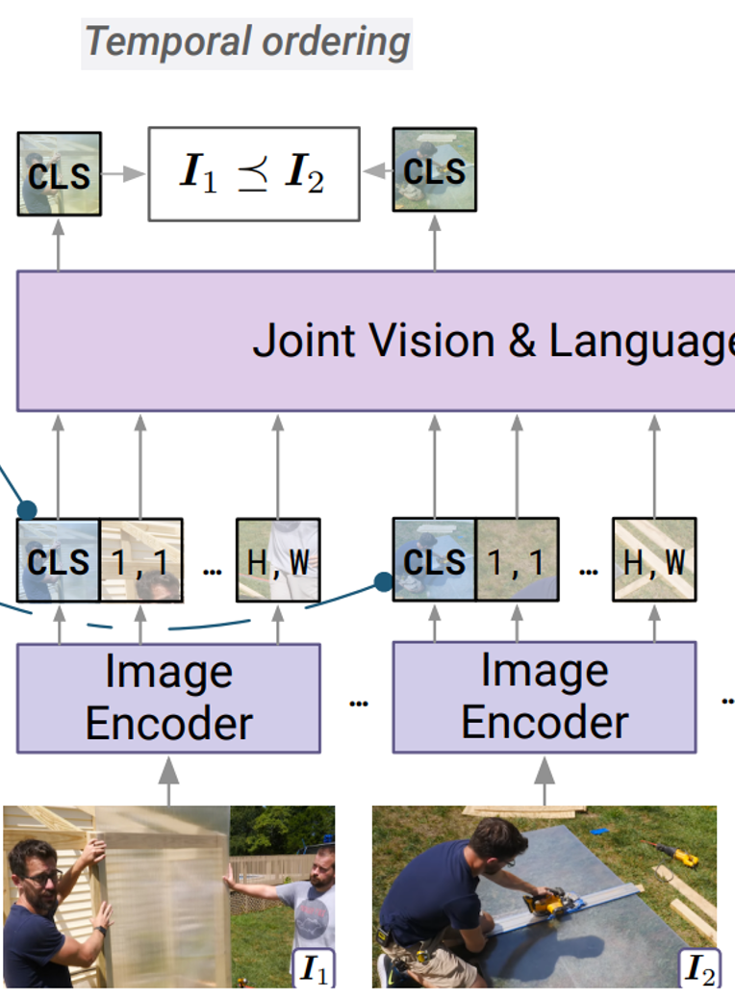 Temporal ordering
CLS I₁ ⪯ I₂ CLS
Joint Vision & Language
CLS 1,1 … H,W CLS 1,1 … H,W
Image Encoder … Image Encoder …
I₁ I₂